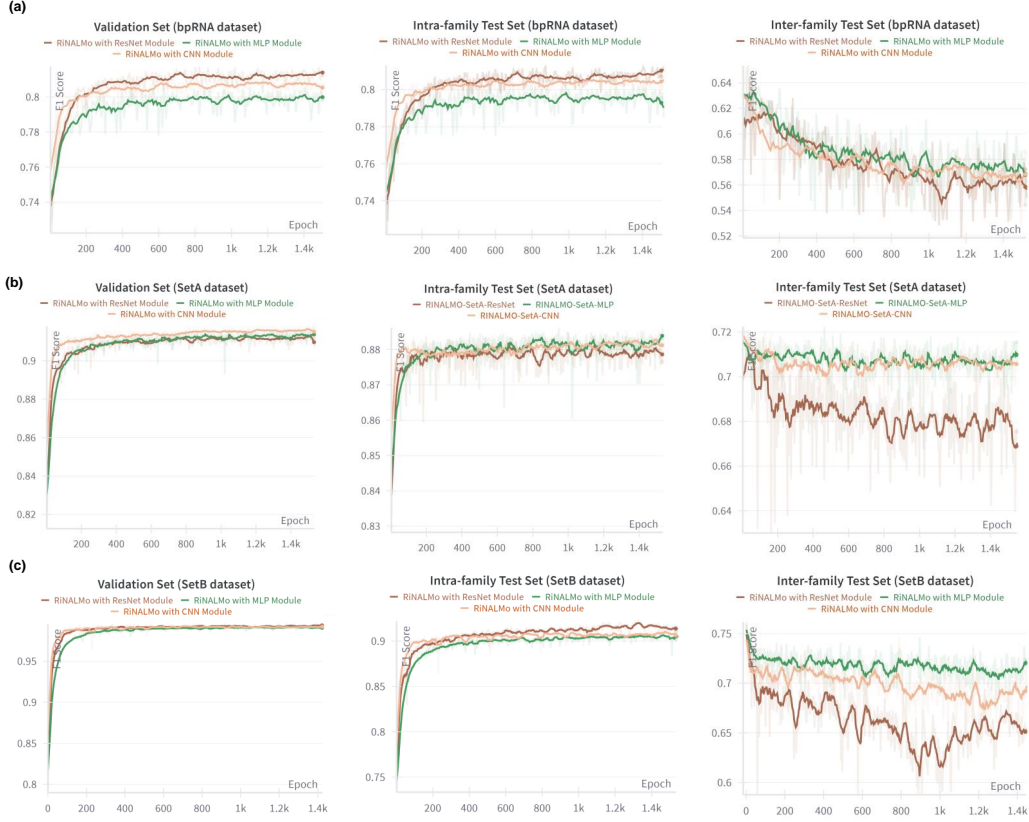 (a)
Validation Set (bpRNA dataset)
RiNALMo with ResNet Module RiNALMo with MLP Module
RiNALMo with CNN Module
F1 Score
0.8
0.78
0.76
0.74
Epoch
200 400 600 800 1k 1.2k 1.4k
Intra-family Test Set (bpRNA dataset)
RiNALMo with ResNet Module RiNALMo with MLP Module
RiNALMo with CNN Module
F1 Score
0.8
0.78
0.76
0.74
Epoch
200 400 600 800 1k 1.2k 1.4k
Inter-family Test Set (bpRNA dataset)
RiNALMo with ResNet Module RiNALMo with MLP Module
RiNALMo with CNN Module
F1 Score
0.64
0.62
0.6
0.58
0.56
0.54
0.52
Epoch
200 400 600 800 1k 1.2k 1.4k
(b)
Validation Set (SetA dataset)
RiNALMo with ResNet Module RiNALMo with MLP Module
RiNALMo with CNN Module
F1 Score
0.9
0.88
0.86
0.84
0.82
Epoch
200 400 600 800 1k 1.2k 1.4k
Intra-family Test Set (SetA dataset)
RINALMO-SetA-ResNet RINALMO-SetA-MLP
RINALMO-SetA-CNN
F1 Score
0.88
0.87
0.86
0.85
0.84
0.83
Epoch
200 400 600 800 1k 1.2k 1.4k
Inter-family Test Set (SetA dataset)
RINALMO-SetA-ResNet RINALMO-SetA-MLP
RINALMO-SetA-CNN
F1 Score
0.72
0.7
0.68
0.66
0.64
Epoch
200 400 600 800 1k 1.2k 1.4k
(c)
Validation Set (SetB dataset)
RiNALMo with ResNet Module RiNALMo with MLP Module
RiNALMo with CNN Module
F1 Score
0.95
0.9
0.85
0.8
Epoch
0 200 400 600 800 1k 1.2k 1.4k
Intra-family Test Set (SetB dataset)
RiNALMo with ResNet Module RiNALMo with MLP Module
RiNALMo with CNN Module
F1 Score
0.9
0.85
0.8
0.75
Epoch
200 400 600 800 1k 1.2k 1.4k
Inter-family Test Set (SetB dataset)
RiNALMo with ResNet Module RiNALMo with MLP Module
RiNALMo with CNN Module
F1 Score
0.75
0.7
0.65
0.6
Epoch
0 200 400 600 800 1k 1.2k 1.4k